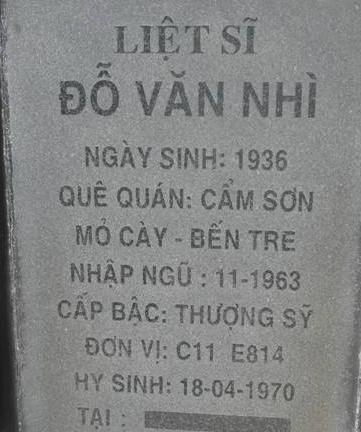 LIỆT SĨ
ĐỖ VĂN NHÌ
NGÀY SINH: 1936
QUÊ QUÁN: CẨM SƠN
MỎ CÀY - BẾN TRE
NHẬP NGŨ : 11-1963
CẤP BẬC: THƯỢNG SỸ
ĐƠN VỊ: C11 E814
HY SINH: 18-04-1970
TẠI :